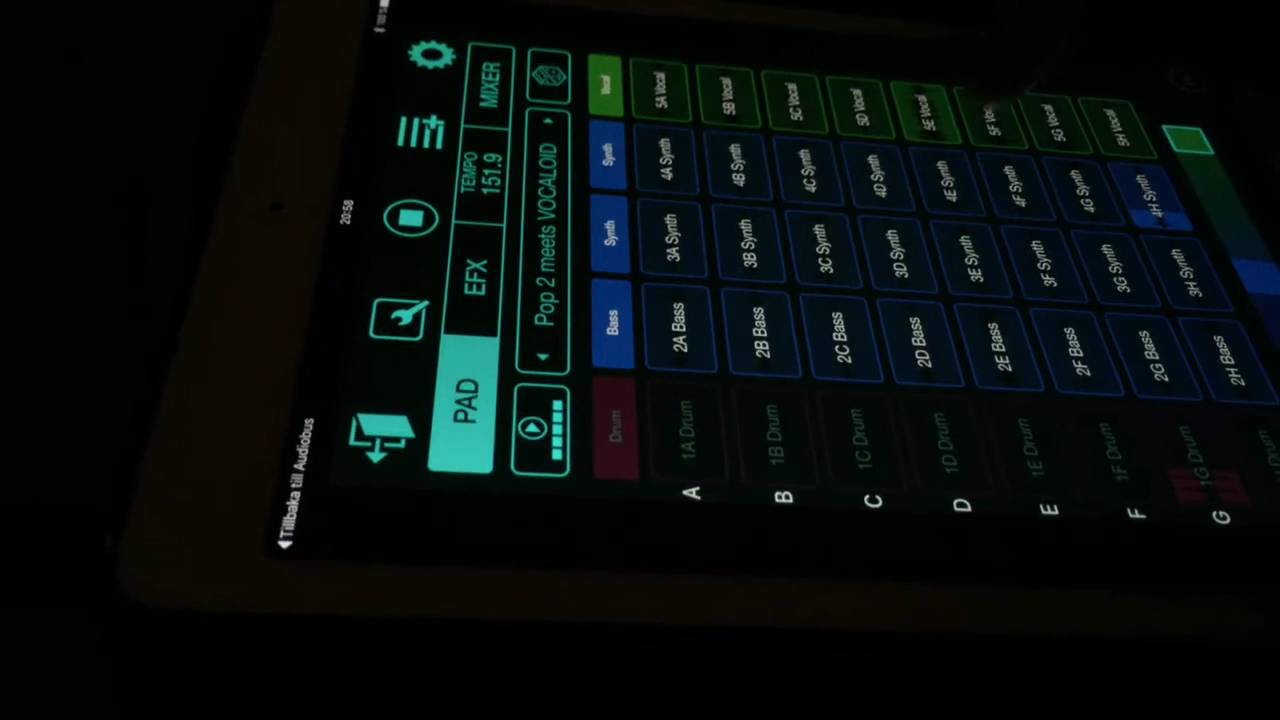 ◀Tillbaka till Audiobus
20:58
PAD
EFX
TEMPO
151.9
MIXER
Pop 2 meets VOCALOID
Drum
Bass
Synth
Synth
Vocal
A
1A Drum
2A Bass
3A Synth
4A Synth
5A Vocal
B
1B Drum
2B Bass
3B Synth
4B Synth
5B Vocal
C
1C Drum
2C Bass
3C Synth
4C Synth
5C Vocal
D
1D Drum
2D Bass
3D Synth
4D Synth
5D Vocal
E
1E Drum
2E Bass
3E Synth
4E Synth
5E Vocal
F
1F Drum
2F Bass
3F Synth
4F Synth
5F
G
1G Drum
2G Bass
3G Synth
4G Synth
5G Vocal
2H Bass
3H Synth
4H Synth
5H Vocal